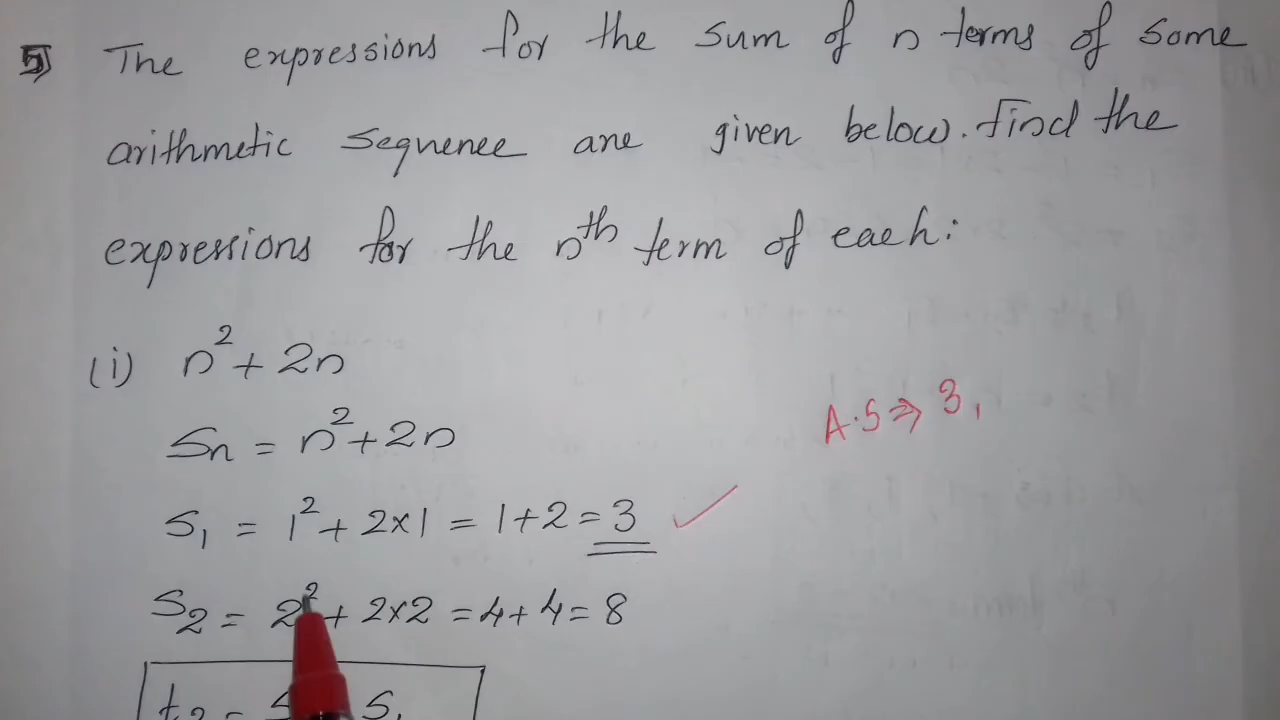 5) The expressions for the sum of n terms of some
arithmetic sequence are given below. Find the
expressions for the nth term of each:
(i) n² + 2n
Sn = n² + 2n
A.S ⇒ 3,
S₁ = 1² + 2×1 = 1+2 = 3 ✓
S₂ = 2² + 2×2 = 4+4 = 8
t₂ = S₁